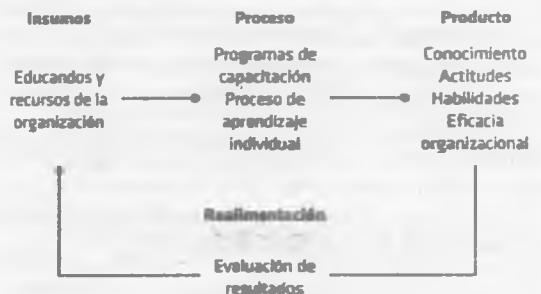 Insumos
Educandos y
recursos de la
organización
Proceso
Programas de
capacitación
Proceso de
aprendizaje
individual
Producto
Conocimiento
Actitudes
Habilidades
Eficacia
organizacional
Realimentación
Evaluación de
resultados